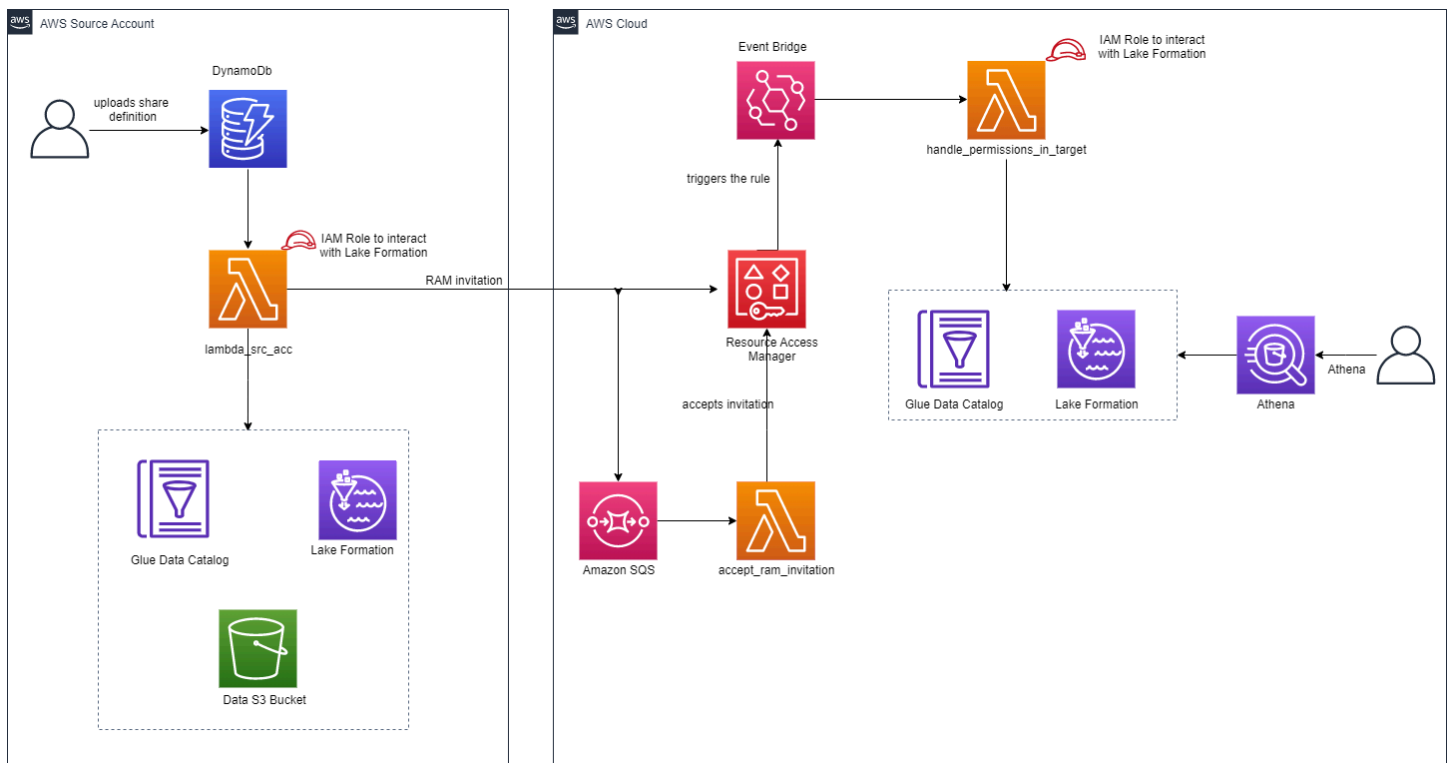 aws
AWS Source Account
DynamoDb
uploads share
definition
IAM Role to interact
with Lake Formation
lambda_src_acc
RAM invitation
Glue Data Catalog
Lake Formation
Data S3 Bucket
aws
AWS Cloud
Event Bridge
IAM Role to interact
with Lake Formation
handle_permissions_in_target
triggers the rule
Resource Access
Manager
accepts invitation
Amazon SQS
accept_ram_invitation
Glue Data Catalog
Lake Formation
Athena
Athena